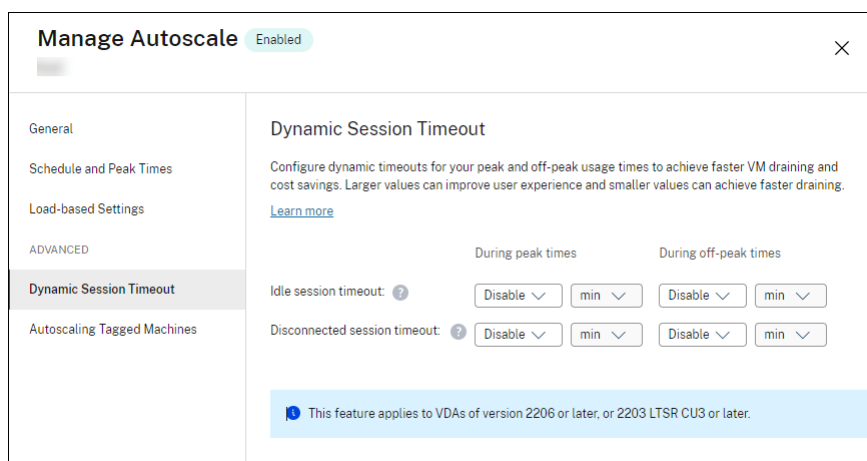 Manage Autoscale Enabled
General
Schedule and Peak Times
Load-based Settings
ADVANCED
Dynamic Session Timeout
Autoscaling Tagged Machines
Dynamic Session Timeout
Configure dynamic timeouts for your peak and off-peak usage times to achieve faster VM draining and
cost savings. Larger values can improve user experience and smaller values can achieve faster draining.
Learn more
During peak times During off-peak times
Idle session timeout: ? Disable min Disable min
Disconnected session timeout: ? Disable min Disable min
This feature applies to VDAs of version 2206 or later, or 2203 LTSR CU3 or later.